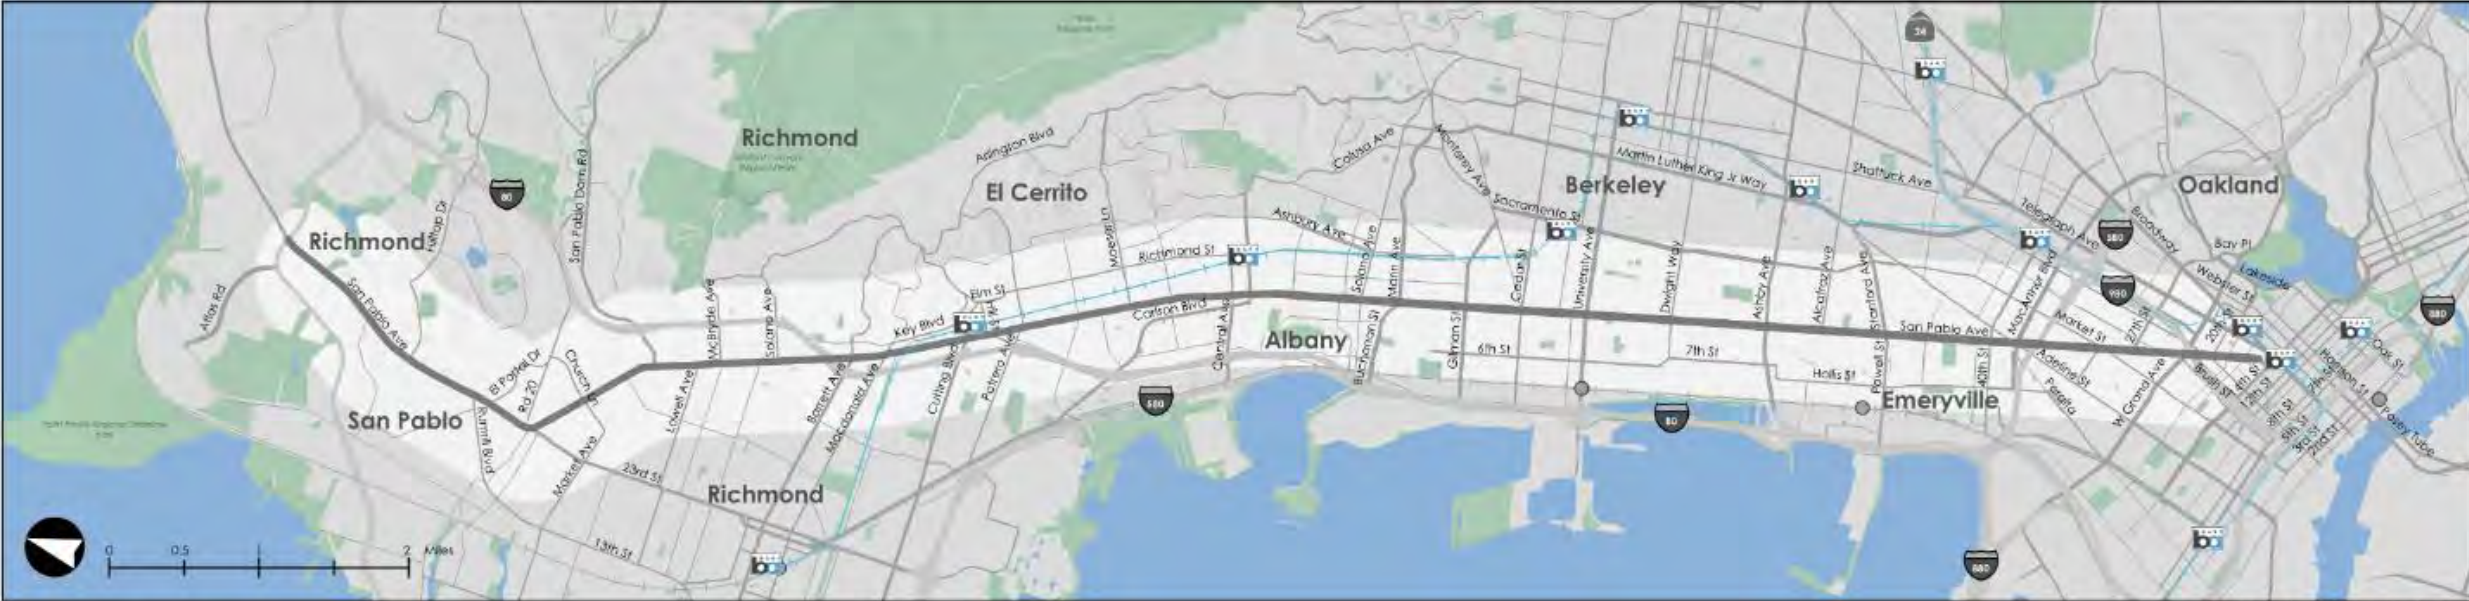 24
Richmond
Arlington Blvd
Colusa Ave
Monterey Ave
Martin Luther King Jr Way
Shattuck Ave
80
San Pablo Dam Rd
El Cerrito
Berkeley
Oakland
Sacramento St
Telegraph Ave
Broadway
580
Richmond
Hilltop Dr
Moeser Ln
Richmond St
Ashbury Ave
Solano Ave
Marin Ave
Cedar St
University Ave
Dwight Way
Ashby Ave
Alcatraz Ave
Stanford Ave
MacArthur Blvd
Bay Pl
Lakeside
Webster St
980
880
Atlas Rd
San Pablo Ave
McBryde Ave
Solano Ave
Key Blvd
Elm St
Carlson Blvd
Central Ave
Albany
Buchanan St
Gilman St
6th St
7th St
Hollis St
Powell St
San Pablo Ave
40th St
Market St
27th St
20th St
Adeline St
Peralta
W Grand Ave
Brush St
14th St
12th St
Harrison St
Oak St
El Portal Dr
Rd 20
Church Ln
San Pablo
Rumrill Blvd
Market Ave
Lowell Ave
Barrett Ave
Macdonald Ave
Cutting Blvd
Potrero Ave
580
80
Emeryville
7th St
8th St
5th St
3rd St
2nd St
Posey Tube
23rd St
Richmond
13th St
880
0 0.5 1 2 Miles